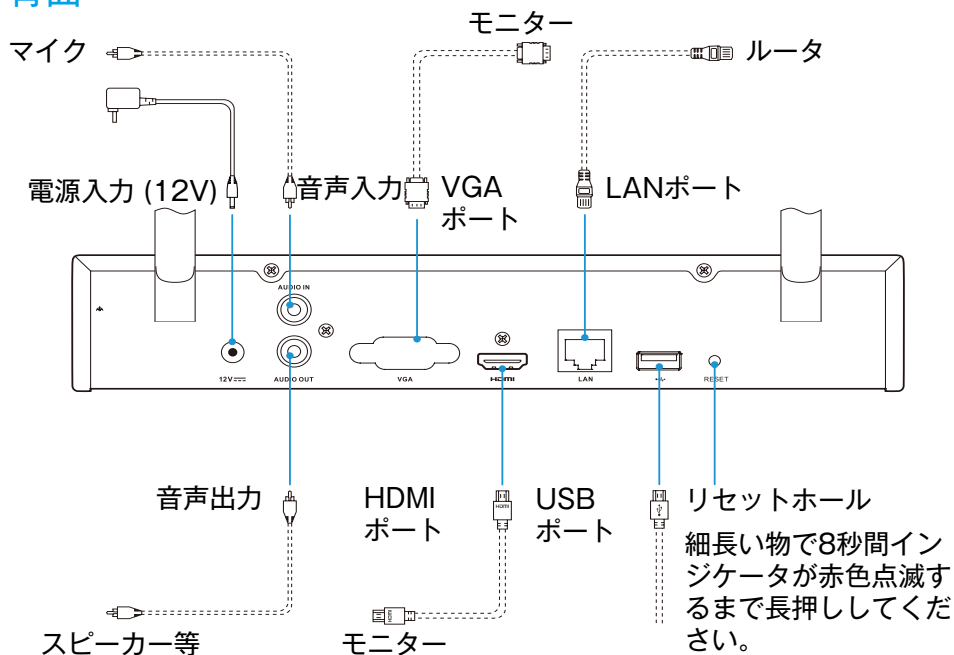 モニター
マイク
ルータ
電源入力 (12V)
音声入力
VGA
ポート
LANポート
AUDIO IN
12V
AUDIO OUT
VGA
HDMI
LAN
RESET
音声出力
HDMI
ポート
USB
ポート
リセットホール
細長い物で8秒間イン
ジケータが赤色点滅す
るまで長押ししてくだ
さい。
HDMI
HDMI
スピーカー等
モニター